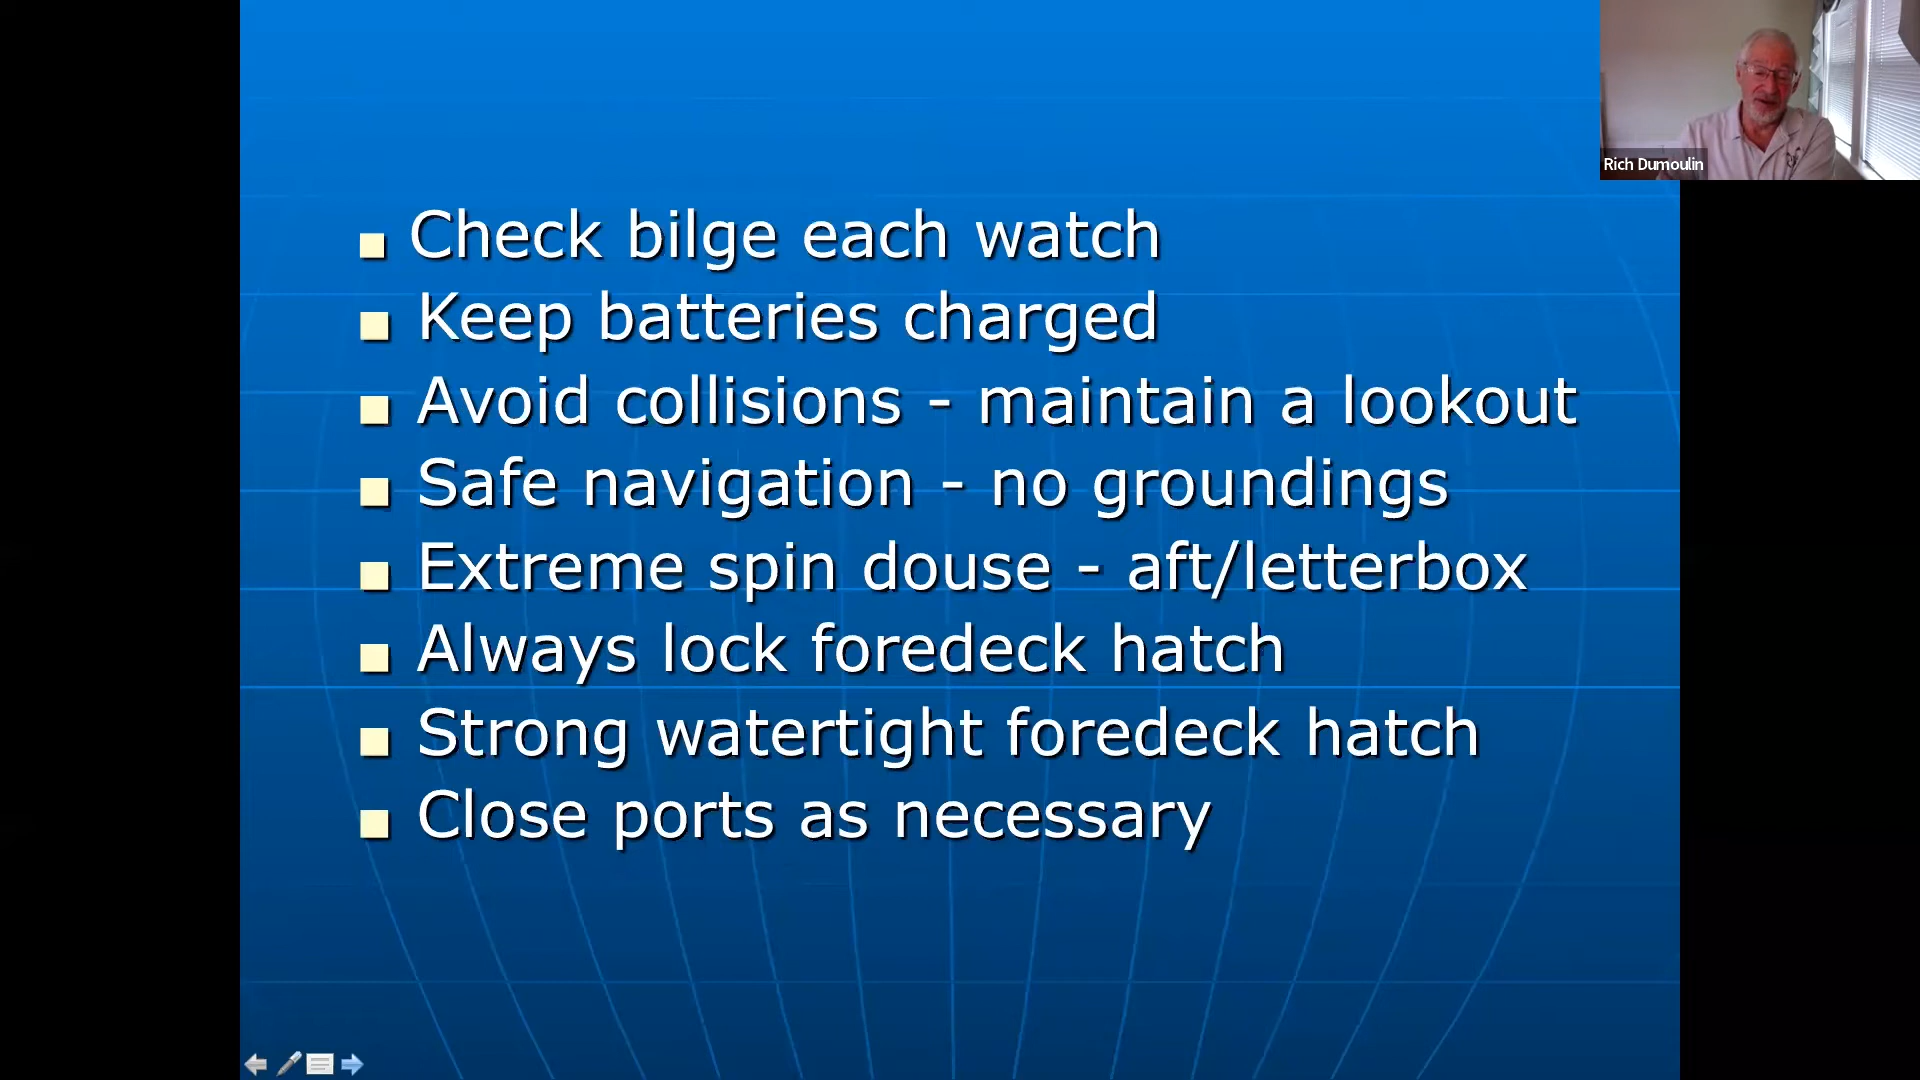 Rich Dumoulin
Check bilge each watch
Keep batteries charged
Avoid collisions - maintain a lookout
Safe navigation - no groundings
Extreme spin douse - aft/letterbox
Always lock foredeck hatch
Strong watertight foredeck hatch
Close ports as necessary